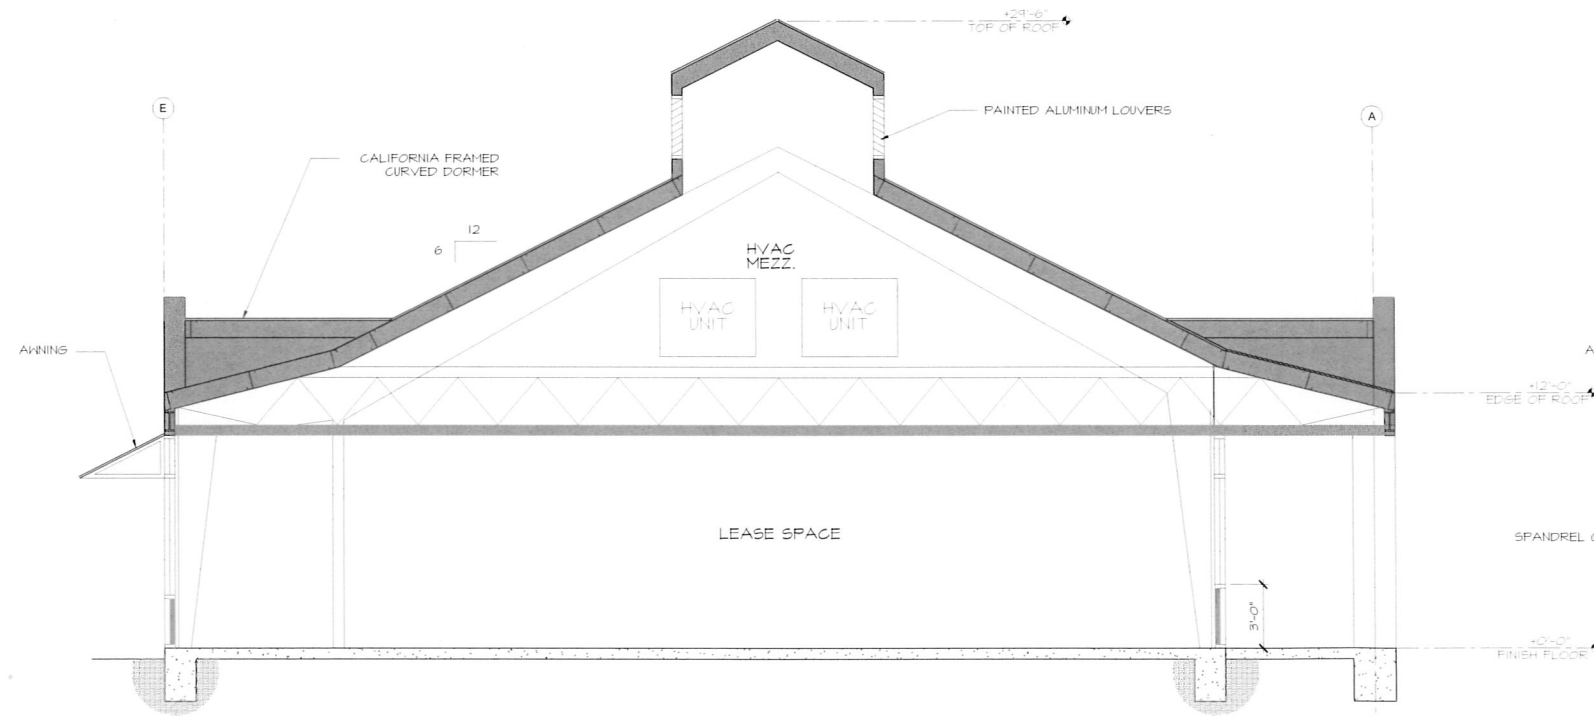 +29'-6"
TOP OF ROOF
E
PAINTED ALUMINUM LOUVERS
A
CALIFORNIA FRAMED
CURVED DORMER
12
6
HVAC
MEZZ.
HVAC
UNIT
HVAC
UNIT
AWNING
A
+12'-0"
EDGE OF ROOF
LEASE SPACE
SPANDREL
3'-0"
+0'-0"
FINISH FLOOR